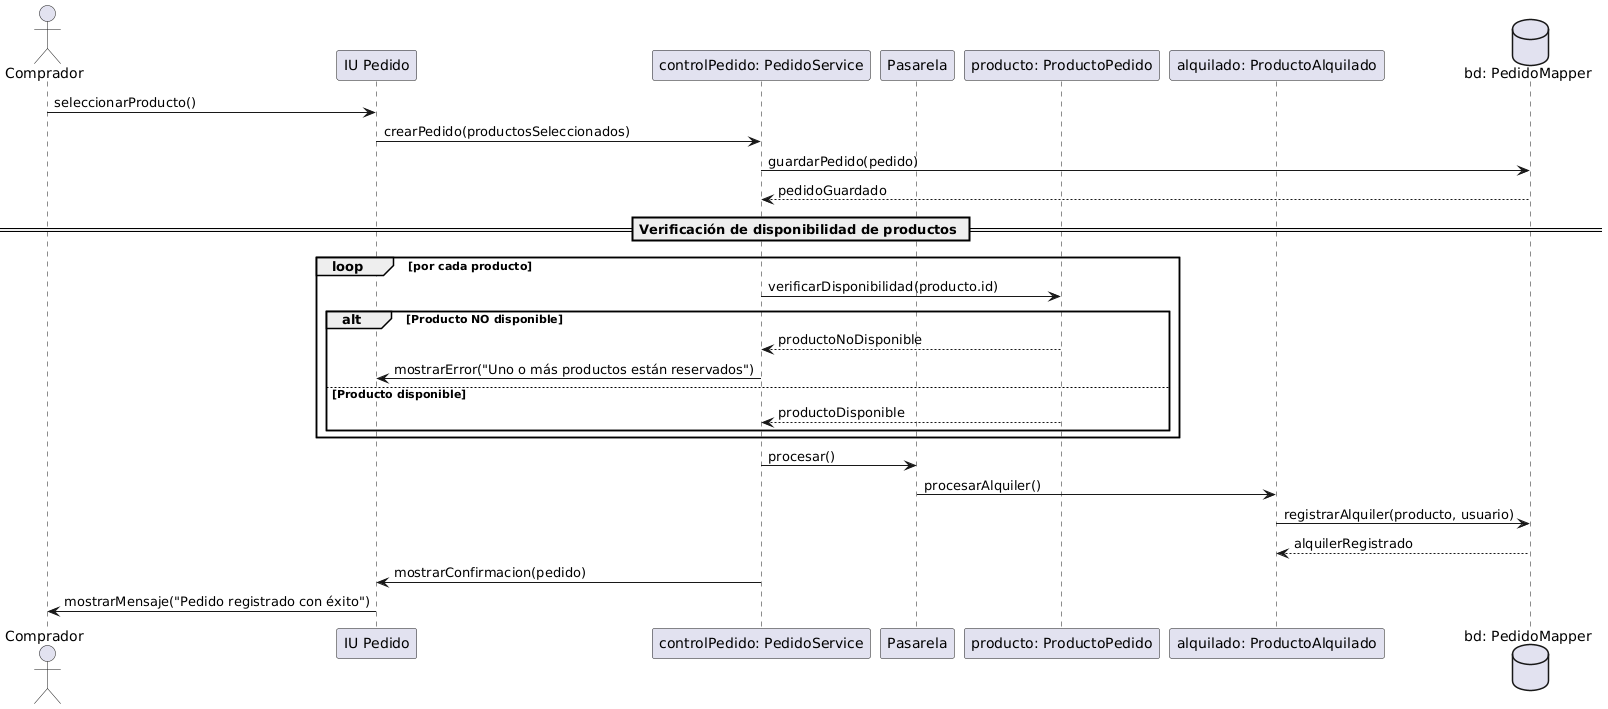 Comprador
IU Pedido
controlPedido: PedidoService
Pasarela
producto: ProductoPedido
alquilado: ProductoAlquilado
bd: PedidoMapper
seleccionarProducto()
crearPedido(productosSeleccionados)
guardarPedido(pedido)
pedidoGuardado
Verificación de disponibilidad de productos
loop [por cada producto]
verificarDisponibilidad(producto.id)
alt [Producto NO disponible]
productoNoDisponible
mostrarError("Uno o más productos están reservados")
[Producto disponible]
productoDisponible
procesar()
procesarAlquiler()
registrarAlquiler(producto, usuario)
alquilerRegistrado
mostrarConfirmacion(pedido)
mostrarMensaje("Pedido registrado con éxito")
Comprador
IU Pedido
controlPedido: PedidoService
Pasarela
producto: ProductoPedido
alquilado: ProductoAlquilado
bd: PedidoMapper